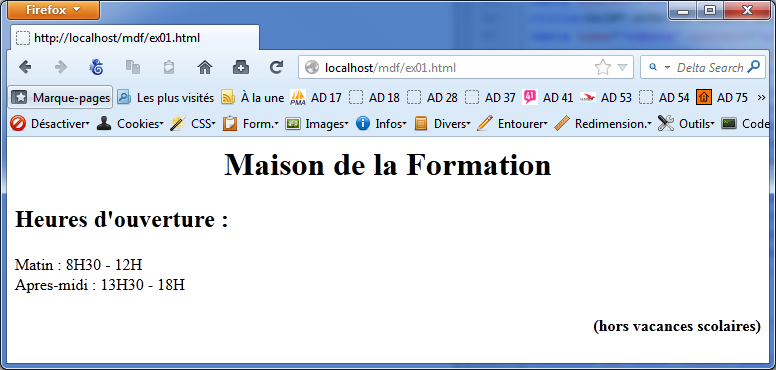 Firefox
http://localhost/mdf/ex01.html
localhost/mdf/ex01.html
Delta Search
Marque-pages Les plus visités À la une PMA AD 17 AD 18 AD 28 AD 37 41 AD 41 AD 53 AD 54 AD 75 »
Désactiver Cookies CSS Form. Images Infos Divers Entourer Redimension. Outils Code
Maison de la Formation
Heures d'ouverture :
Matin : 8H30 - 12H
Apres-midi : 13H30 - 18H
(hors vacances scolaires)